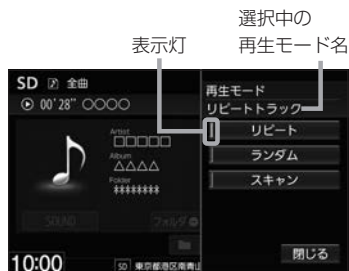 選択中の
表示灯 再生モード名
SD 全曲
00'28" ○○○○
再生モード
リピートトラック
リピート
Artist
□□□□□
ランダム
Album
△△△△
スキャン
Folder
********
SOUND フォルダ
閉じる
10:00 SD 東京都港区南青山